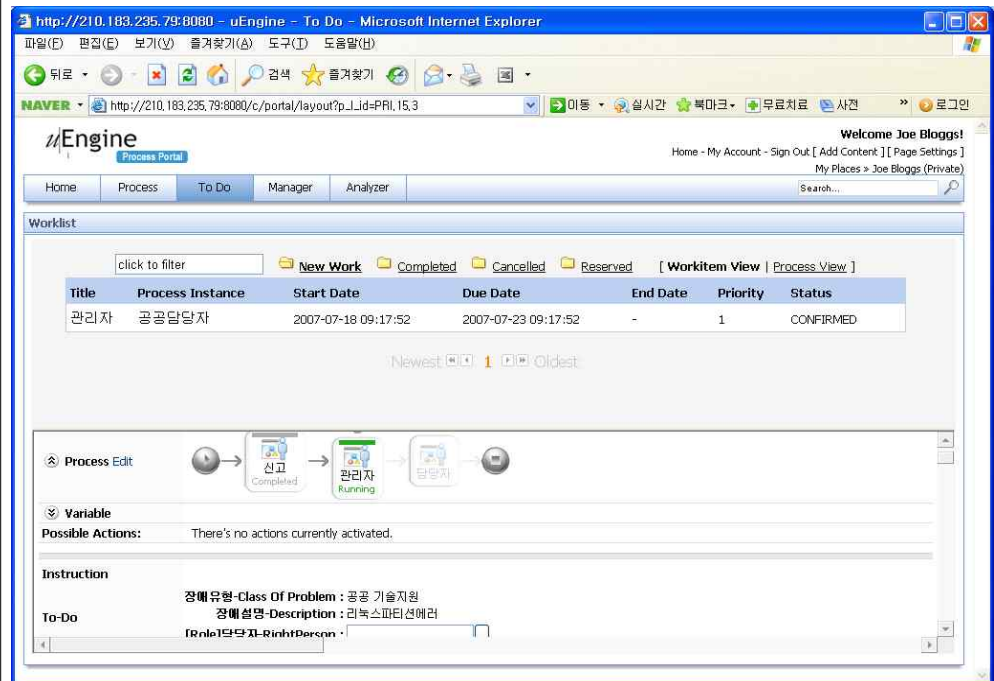 http://210.183.235.79:8080 - uEngine - To Do - Microsoft Internet Explorer
파일(F) 편집(E) 보기(V) 즐겨찾기(A) 도구(T) 도움말(H)
뒤로 검색 즐겨찾기
NAVER http://210.183.235.79:8080/c/portal/layout?p_l_id=PRI.15.3 이동 실시간 북마크 무료치료 사전 » 로그인
uEngine
Process Portal
Welcome Joe Bloggs!
Home - My Account - Sign Out [ Add Content ] [ Page Settings ]
My Places » Joe Bloggs (Private)
Home Process To Do Manager Analyzer Search...
Worklist
click to filter New Work Completed Cancelled Reserved [ Workitem View | Process View ]
Title Process Instance Start Date Due Date End Date Priority Status
관리자 공공담당자 2007-07-18 09:17:52 2007-07-23 09:17:52 - 1 CONFIRMED
Newest 1 Oldest
Process Edit
신고
Completed
관리자
Running
담당자
Variable
Possible Actions: There's no actions currently activated.
Instruction
To-Do
장애유형-Class Of Problem : 공공 기술지원
장애설명-Description : 리눅스파티션에러
[Role]담당자-RightPerson :